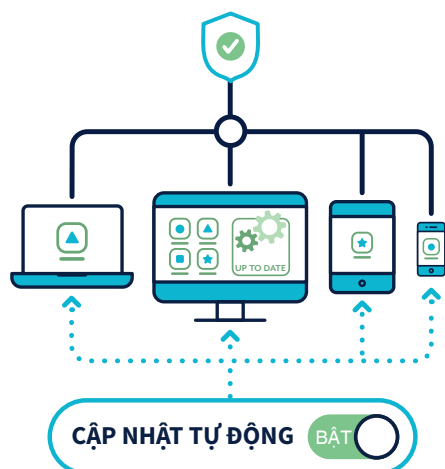 UP TO DATE
CẬP NHẬT TỰ ĐỘNG BẬT